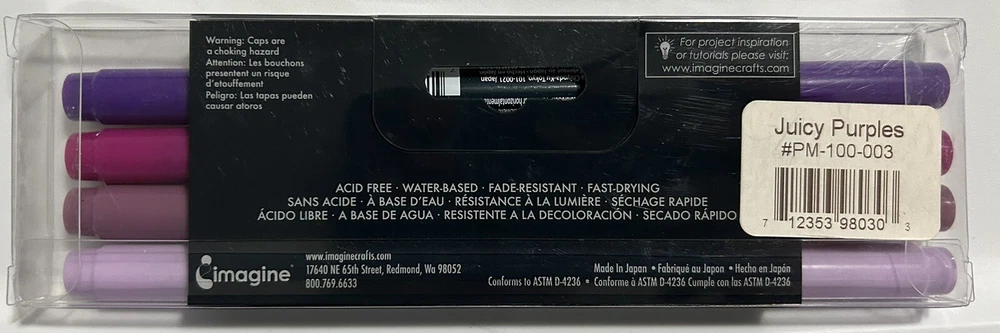 Warning: Caps are
a choking hazard
Attention: Les bouchons
presentent un risque
d'etouffement
Peligro: Las tapas pueden
causar atoros
101-0021 Japan
For project inspiration
or tutorials please visit:
www.imaginecrafts.com
Juicy Purples
#PM-100-003
7 12353 98030 3
ACID FREE · WATER-BASED · FADE-RESISTANT · FAST-DRYING
SANS ACIDE · À BASE D'EAU · RÉSISTANCE À LA LUMIÈRE · SÉCHAGE RAPIDE
ÁCIDO LIBRE · A BASE DE AGUA · RESISTENTE A LA DECOLORACIÓN · SECADO RÁPIDO
imagine
www.imaginecrafts.com
17640 NE 65th Street, Redmond, Wa 98052
800.769.6633
Made In Japan • Fabriqué au Japon • Hecho en Japón
Conforms to ASTM D-4236 • Conforme à ASTM D-4236 Cumple con las ASTM D-4236